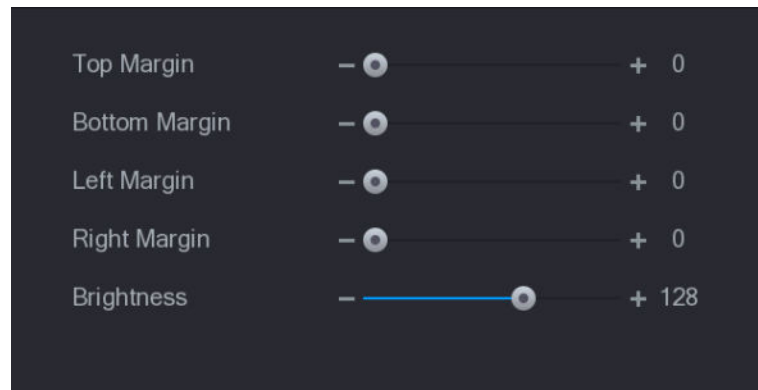 Top Margin − + 0
Bottom Margin − + 0
Left Margin − + 0
Right Margin − + 0
Brightness − + 128